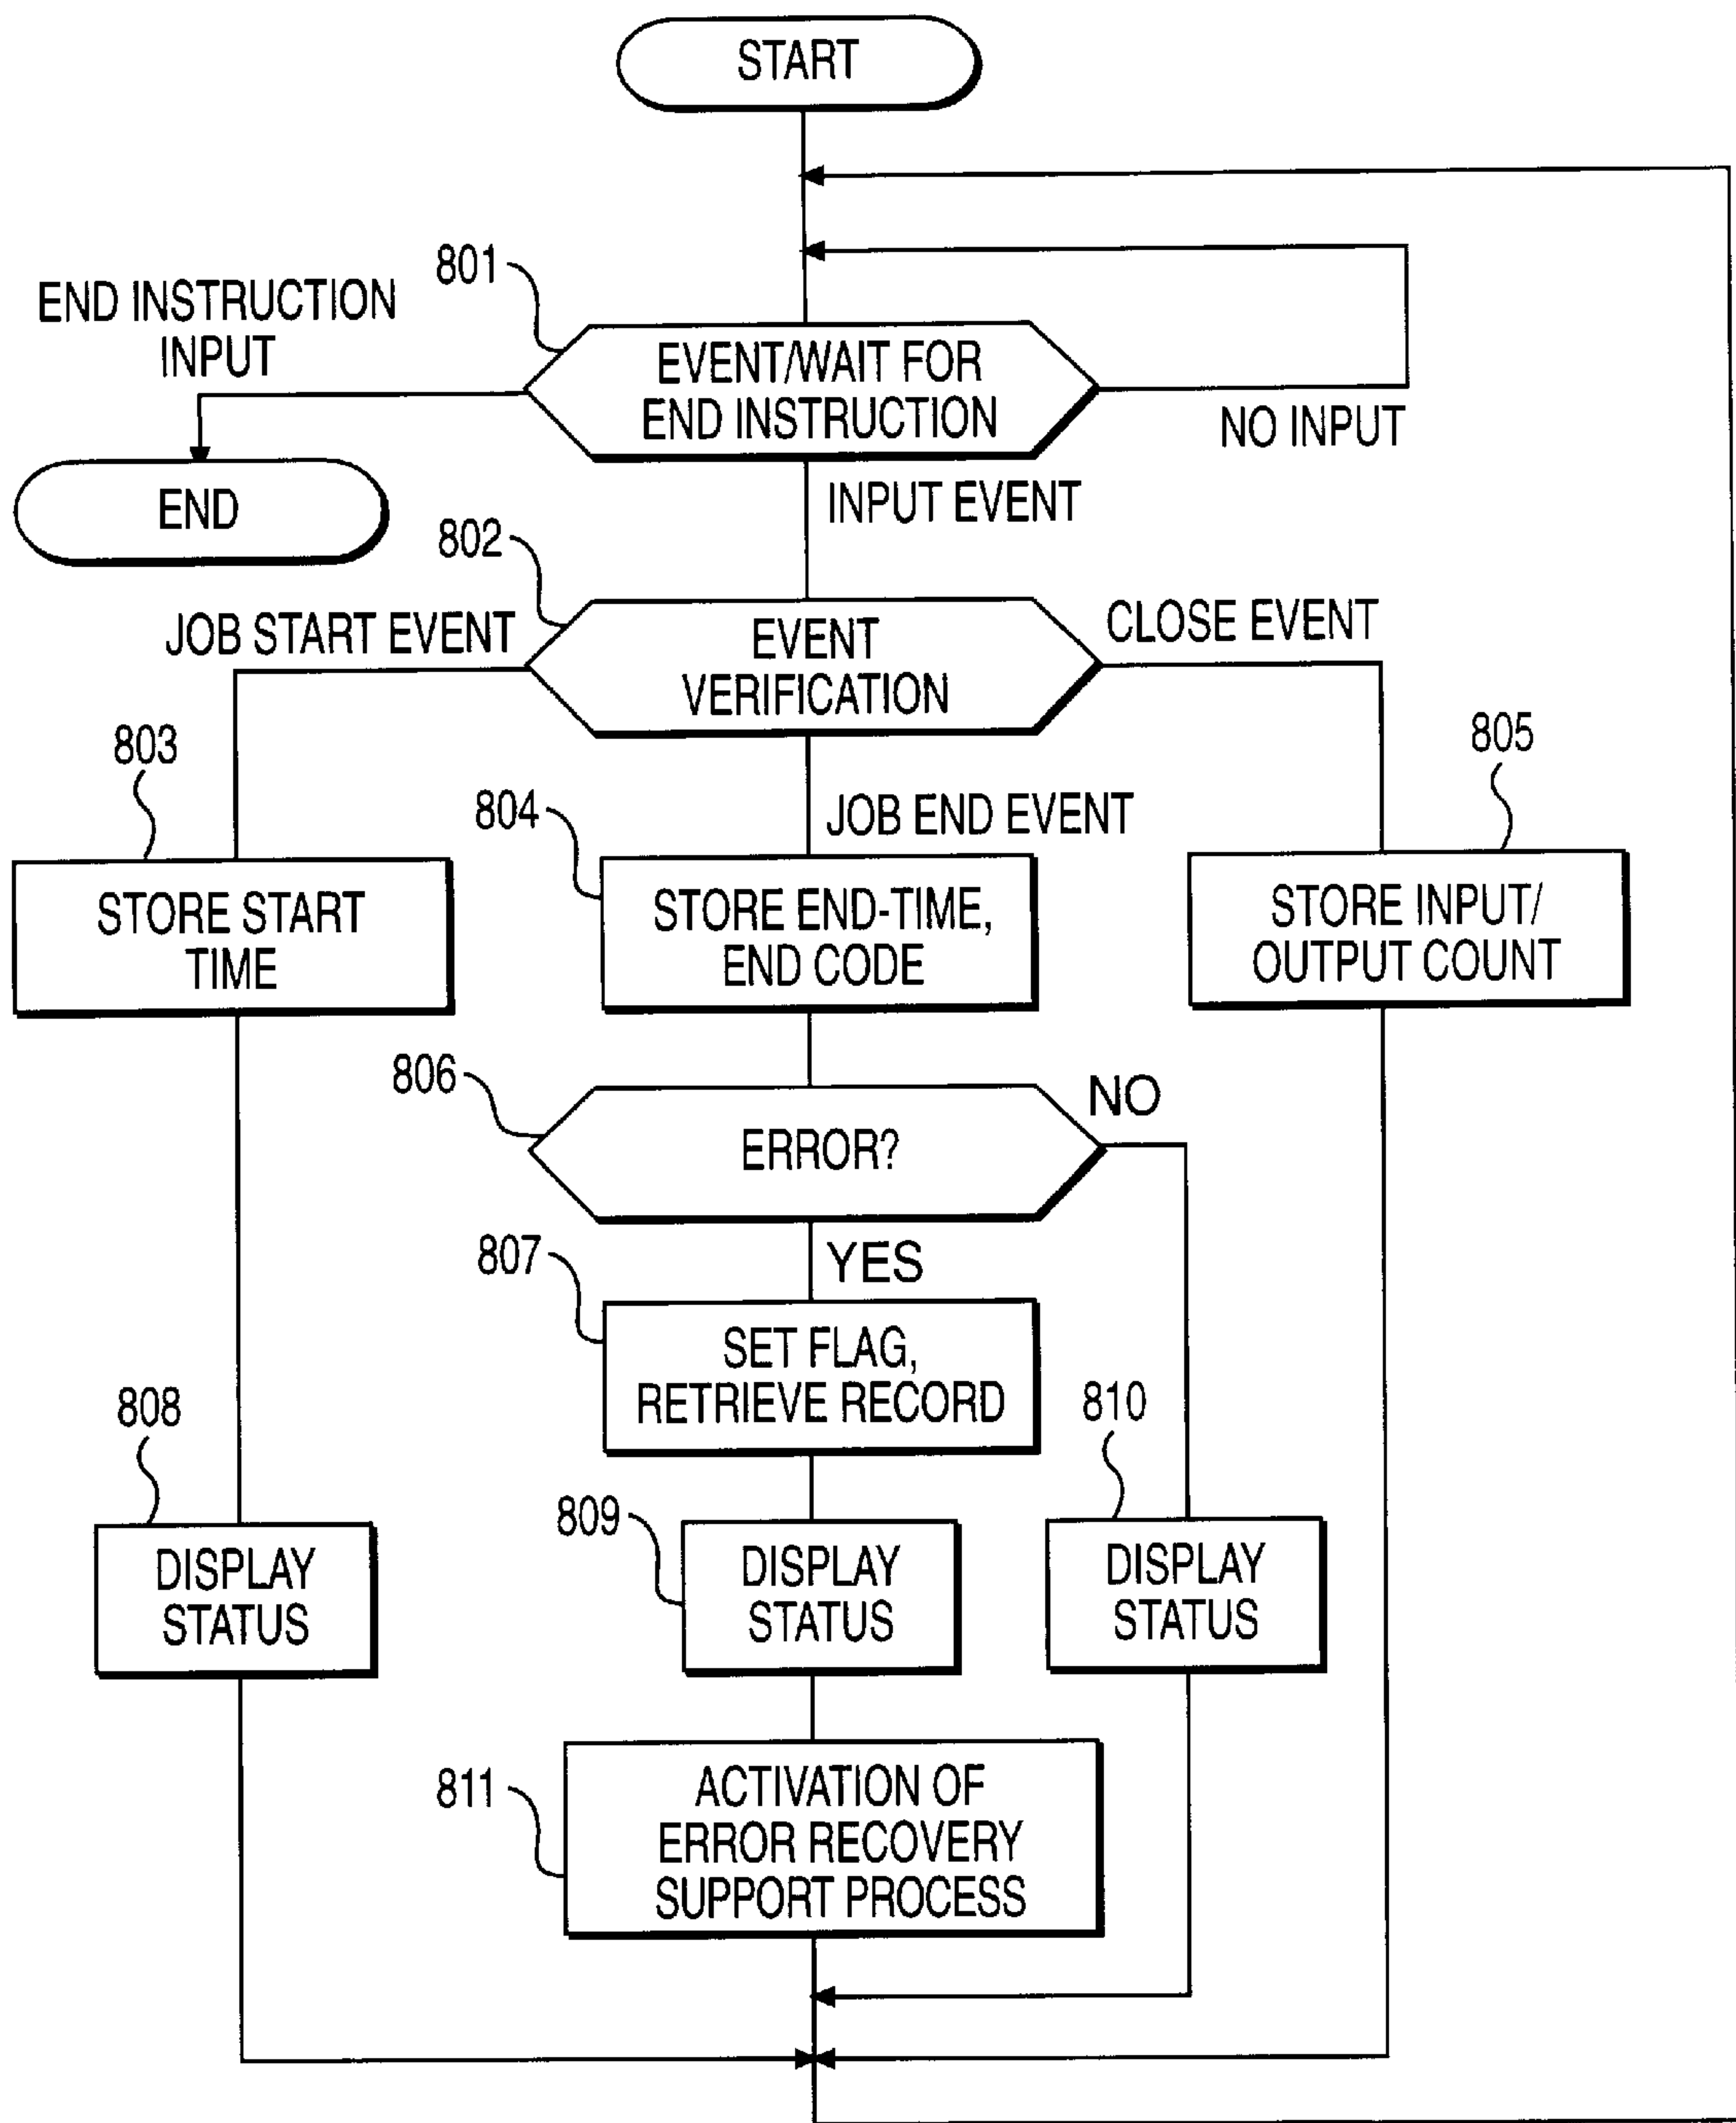 START
801
END INSTRUCTION
INPUT
EVENT/WAIT FOR
END INSTRUCTION
NO INPUT
END
INPUT EVENT
802
JOB START EVENT
EVENT
VERIFICATION
CLOSE EVENT
803
804
JOB END EVENT
805
STORE START
TIME
STORE END-TIME,
END CODE
STORE INPUT/
OUTPUT COUNT
806
ERROR?
NO
807
YES
SET FLAG,
RETRIEVE RECORD
808
809
810
DISPLAY
STATUS
DISPLAY
STATUS
DISPLAY
STATUS
811
ACTIVATION OF
ERROR RECOVERY
SUPPORT PROCESS